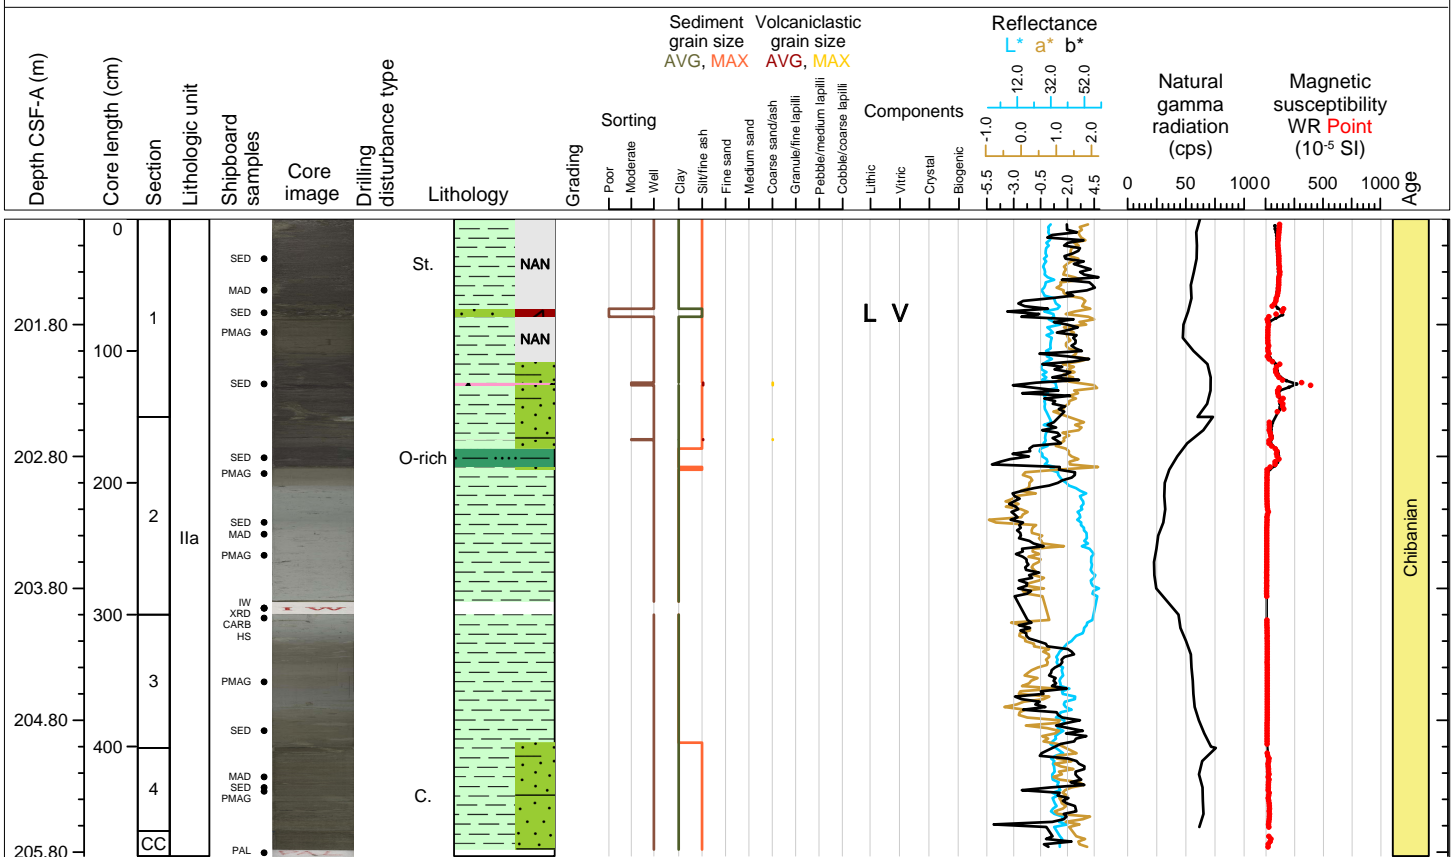 Depth CSF-A (m)
Core length (cm)
Section
Lithologic unit
Shipboard
samples
Core
image
Drilling
disturbance type
Lithology
Grading
Sorting
Poor
Moderate
Well
Sediment
grain size
AVG, MAX
Volcaniclastic
grain size
AVG, MAX
Clay
Silt/fine ash
Fine sand
Medium sand
Coarse sand/ash
Granule/fine lapilli
Pebble/medium lapilli
Cobble/coarse lapilli
Components
Lithic
Vitric
Crystal
Biogenic
Reflectance
L* a* b*
12.0 32.0 52.0
-1.0 0.0 1.0 2.0
-5.5 -3.0 -0.5 2.0 4.5
Natural
gamma
radiation
(cps)
0 50 100
Magnetic
susceptibility
WR Point
(10-5 SI)
0 500 1000
Age
0
100
200
300
400
201.80
202.80
203.80
204.80
205.80
1
2
3
4
CC
IIa
SED
MAD
SED
PMAG
SED
SED
PMAG
SED
MAD
PMAG
IW
XRD
CARB
HS
PMAG
SED
MAD
SED
PMAG
PAL
I W
St.
O-rich
C.
NAN
NAN
L V
Chibanian